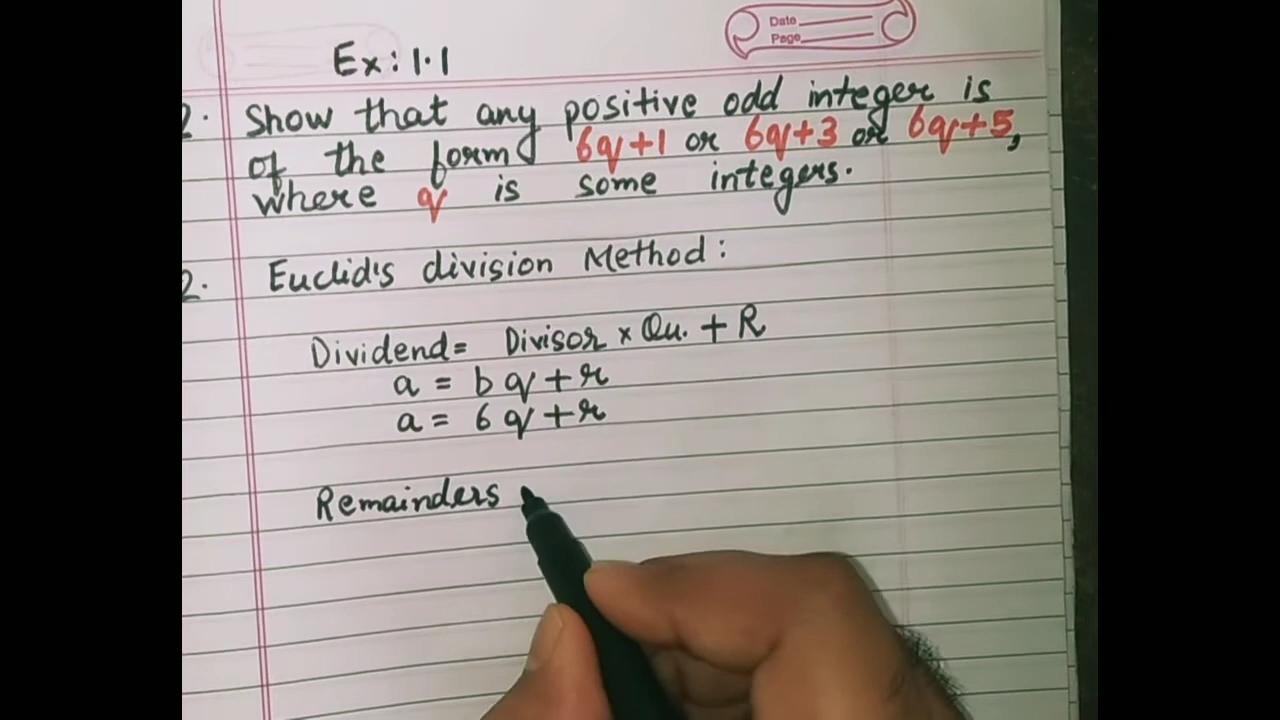 Date
Page
Ex: 1.1
2. Show that any positive odd integer is
of the form 6q+1 or 6q+3 or 6q+5,
where q is some integers.
2. Euclid's division Method:
Dividend= Divisor × Qu. + R
a = bq+r
a = 6q+r
Remainders